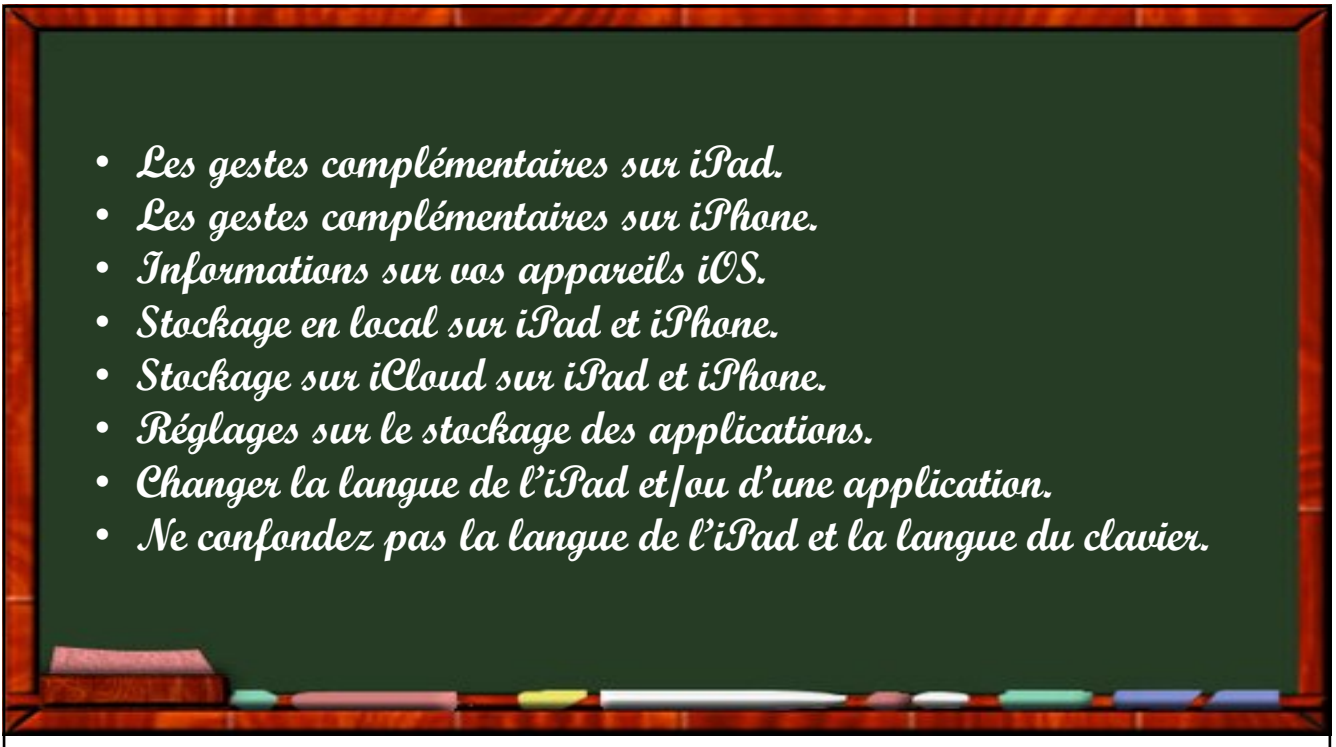 • Les gestes complémentaires sur iPad.
• Les gestes complémentaires sur iPhone.
• Informations sur vos appareils iOS.
• Stockage en local sur iPad et iPhone.
• Stockage sur iCloud sur iPad et iPhone.
• Réglages sur le stockage des applications.
• Changer la langue de l’iPad et/ou d’une application.
• Ne confondez pas la langue de l’iPad et la langue du clavier.